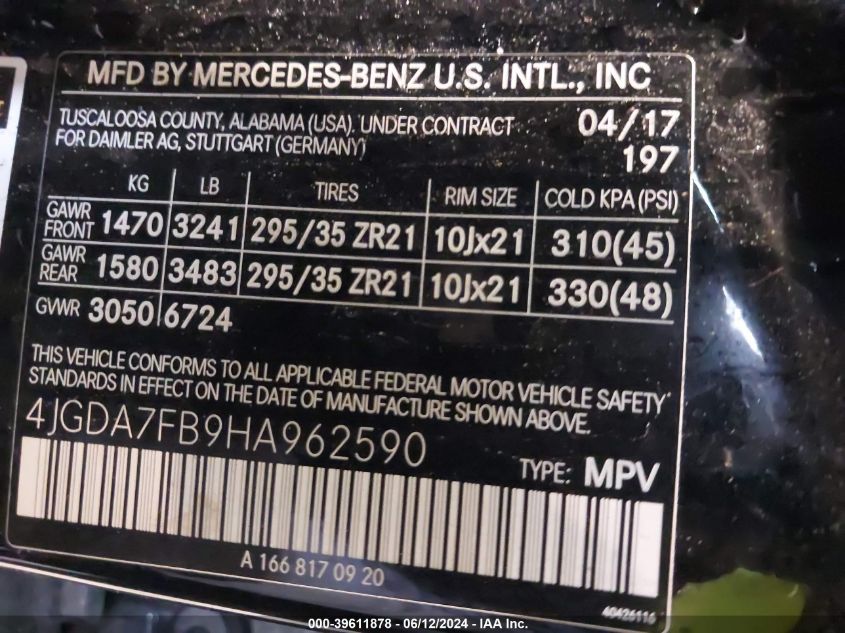 MFD BY MERCEDES-BENZ U.S. INTL., INC
TUSCALOOSA COUNTY, ALABAMA (USA). UNDER CONTRACT 04/17
FOR DAIMLER AG, STUTTGART (GERMANY) 197
KG LB TIRES RIM SIZE COLD KPA (PSI)
GAWR FRONT 1470 3241 295/35 ZR21 10Jx21 310(45)
GAWR REAR 1580 3483 295/35 ZR21 10Jx21 330(48)
GVWR 3050 6724
THIS VEHICLE CONFORMS TO ALL APPLICABLE FEDERAL MOTOR VEHICLE SAFETY
STANDARDS IN EFFECT ON THE DATE OF MANUFACTURE SHOWN ABOVE.
4JGDA7FB9HA962590
TYPE: MPV
A 166 817 09 20
40426116
000-39611878 - 06/12/2024 - IAA Inc.